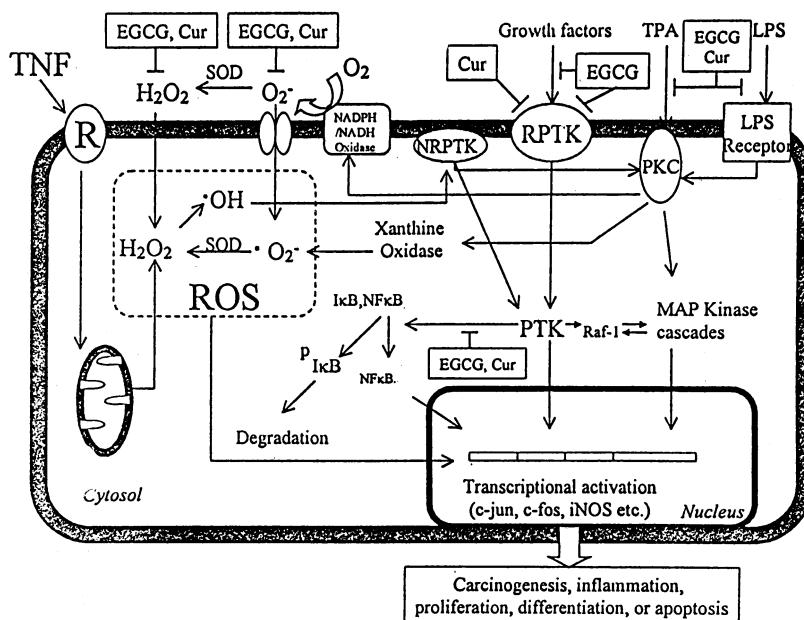 EGCG, Cur
EGCG, Cur
Growth factors
TPA
EGCG
Cur
LPS
TNF
H₂O₂
SOD
O₂⁻
O₂
Cur
EGCG
R
NADPH
/NADH
Oxidase
NRPTK
RPTK
PKC
LPS
Receptor
·OH
H₂O₂
SOD
·O₂⁻
Xanthine
Oxidase
ROS
IκB,NFκB
PTK
Raf-1
MAP Kinase
cascades
EGCG, Cur
p
IκB
NFκB.
Degradation
Cytosol
Transcriptional activation
(c-jun, c-fos, iNOS etc.)
Nucleus
Carcinogenesis, inflammation,
proliferation, differentiation, or apoptosis